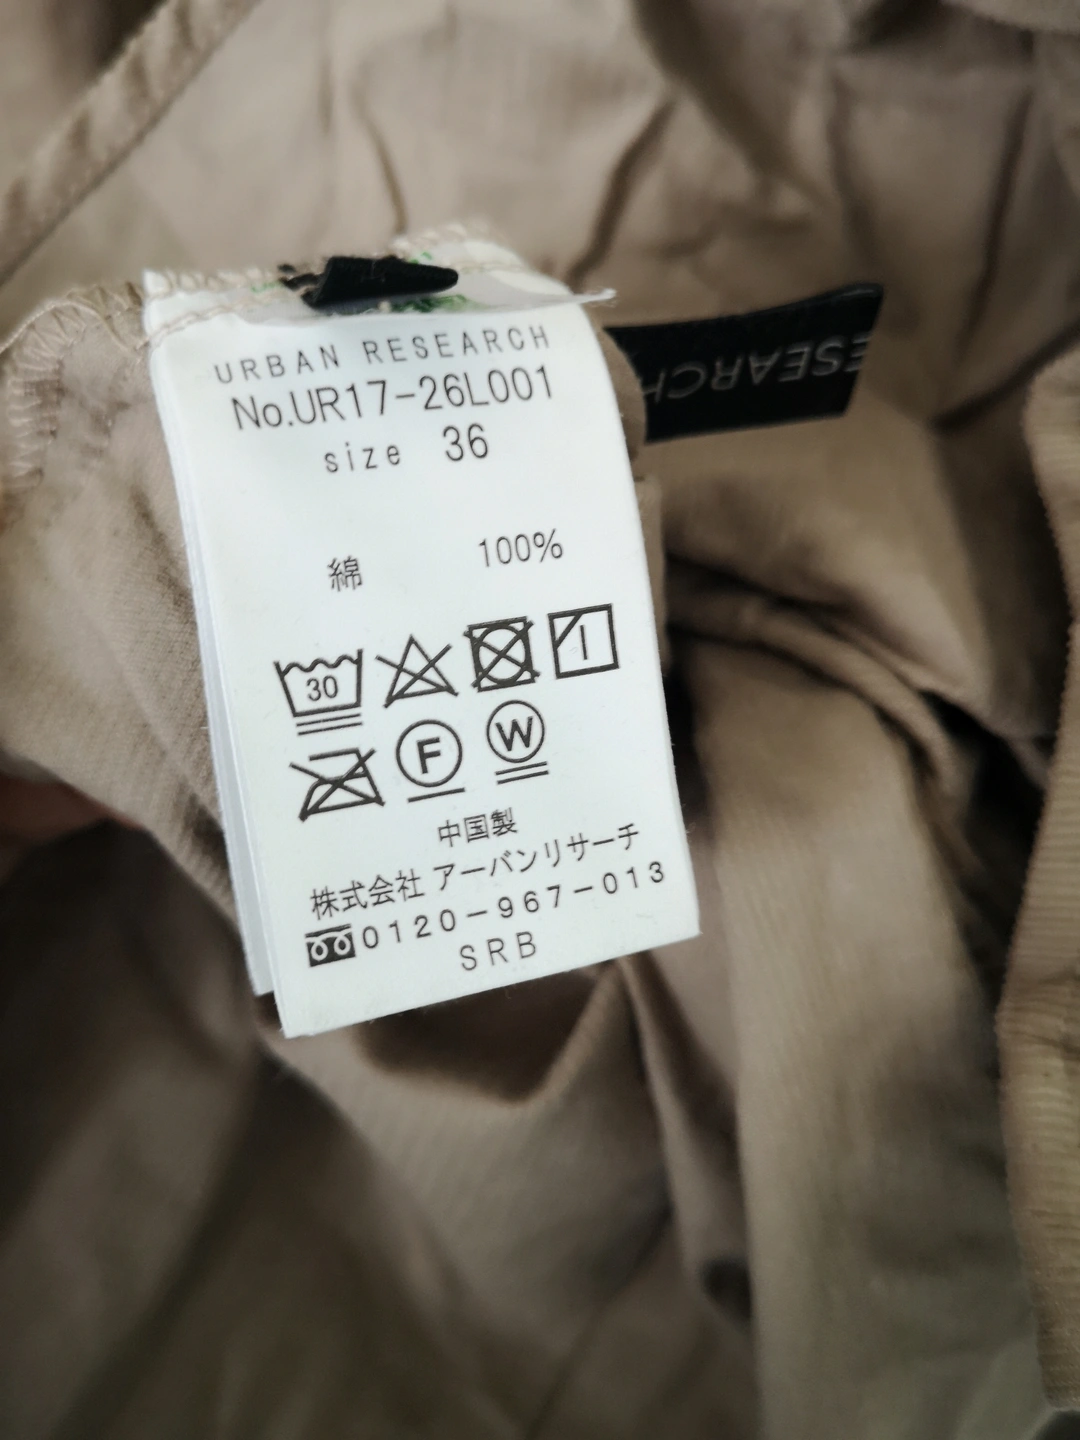 URBAN RESEARCH
No.UR17-26L001
size 36
綿 100%
30
F W
中国製
株式会社 アーバンリサーチ
0120-967-013
SRB
ESEARCH